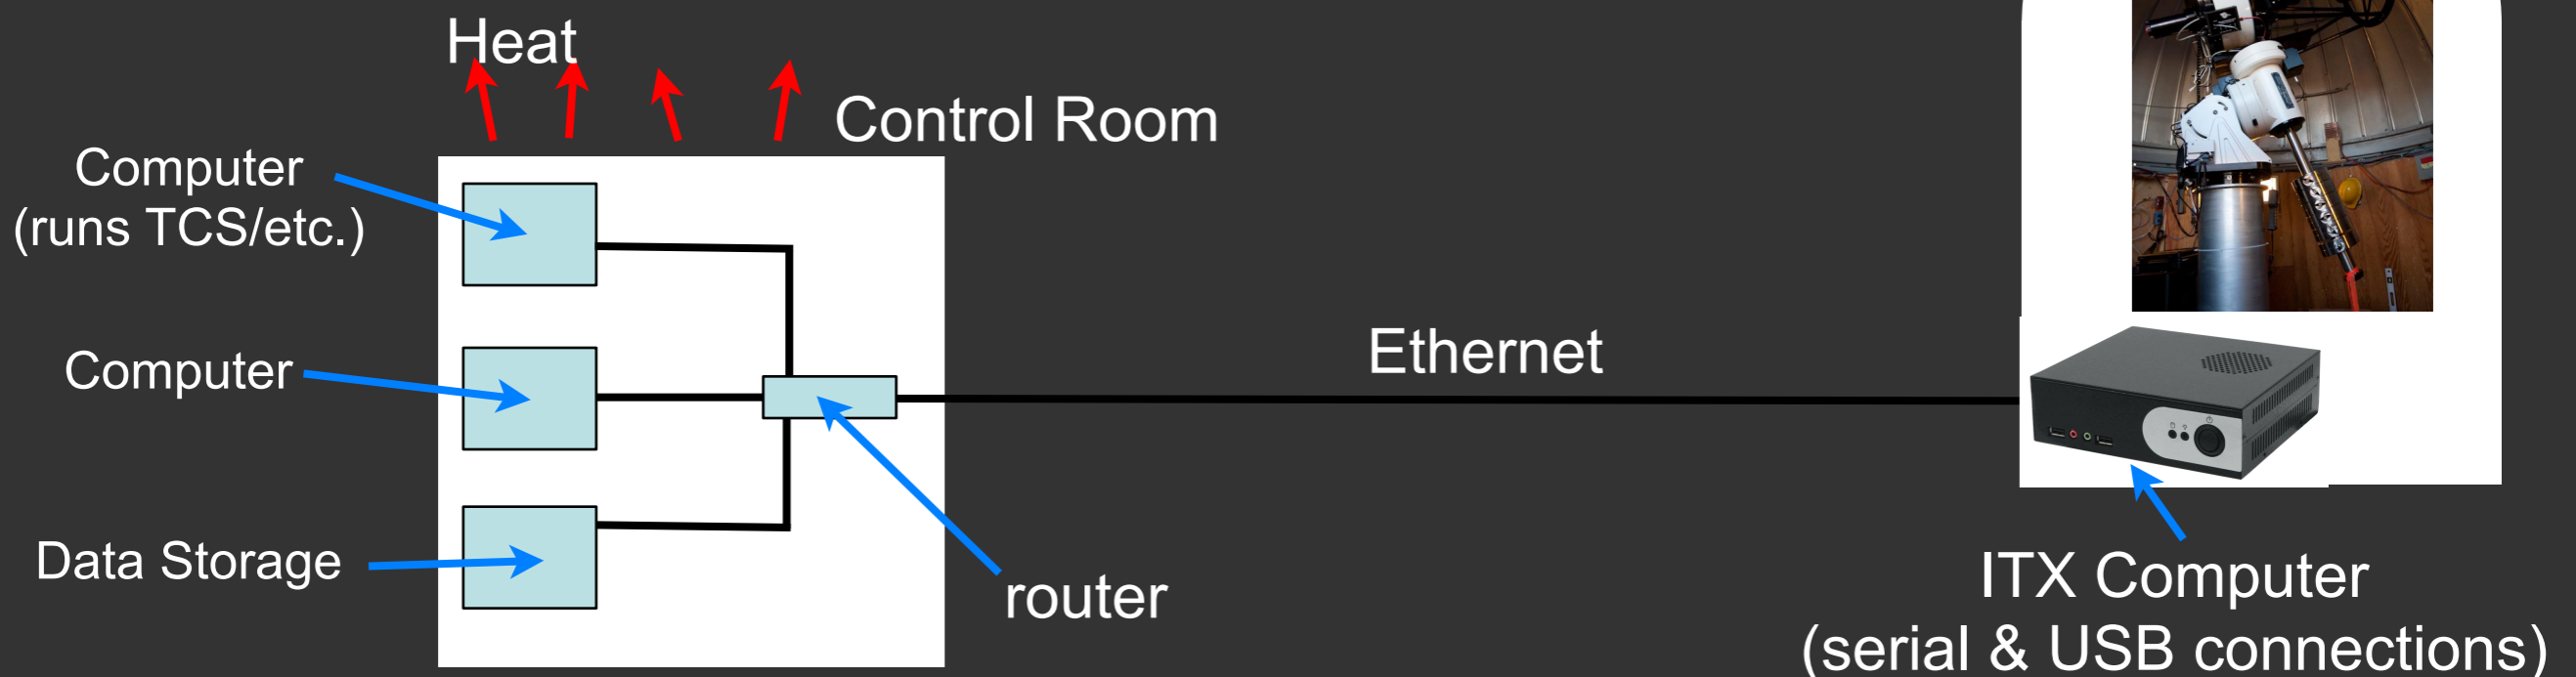 Heat
Control Room
Computer
(runs TCS/etc.)
Computer
Data Storage
router
Ethernet
ITX Computer
(serial & USB connections)